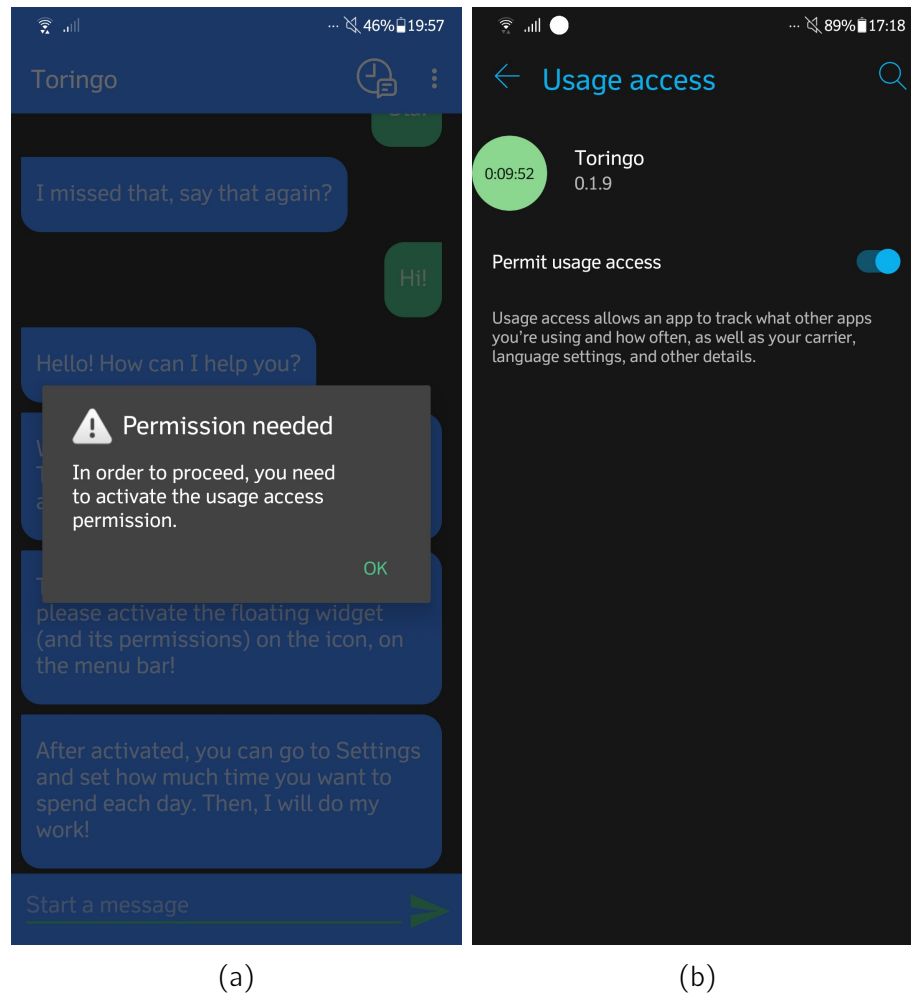 46% 19:57
Toringo
I missed that, say that again?
Hi!
Hello! How can I help you?
Permission needed
In order to proceed, you need
to activate the usage access
permission.
OK
please activate the floating widget
(and its permissions) on the icon, on
the menu bar!
After activated, you can go to Settings
and set how much time you want to
spend each day. Then, I will do my
work!
Start a message
(a)
89% 17:18
Usage access
0:09:52
Toringo
0.1.9
Permit usage access
Usage access allows an app to track what other apps
you're using and how often, as well as your carrier,
language settings, and other details.
(b)